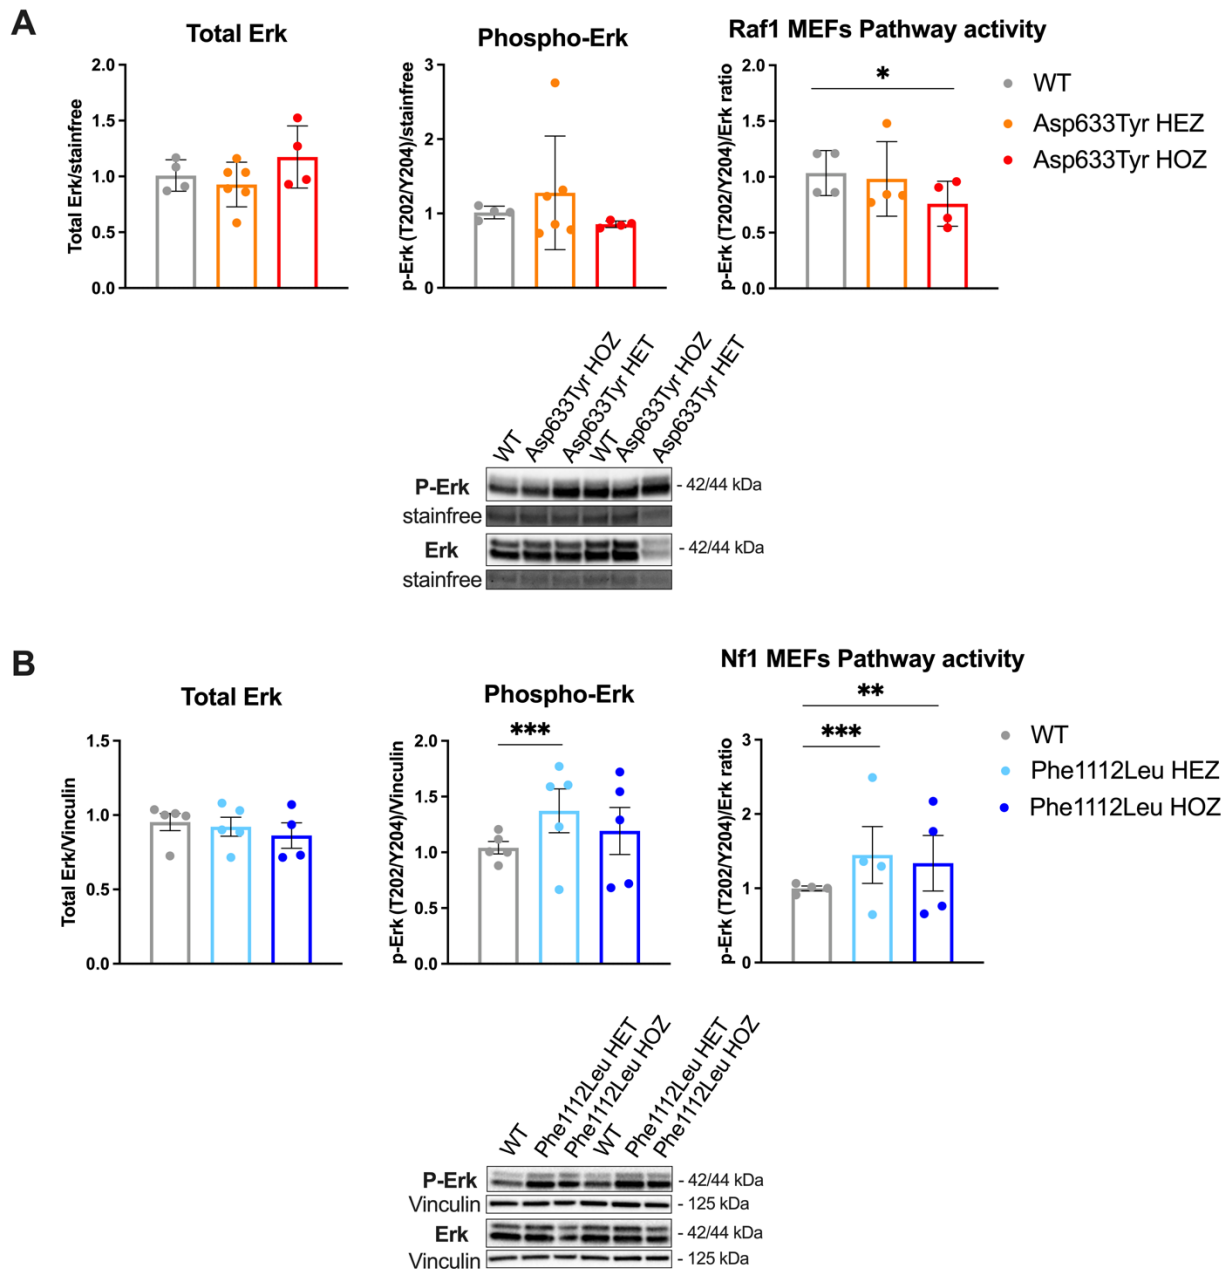 A
Total Erk
Total Erk/stainfree
2.0
1.5
1.0
0.5
0.0
Phospho-Erk
p-Erk (T202/Y204)/stainfree
3
2
1
0
Raf1 MEFs Pathway activity
p-Erk (T202/Y204)/Erk ratio
2.0
1.5
1.0
0.5
0.0
*
WT
Asp633Tyr HEZ
Asp633Tyr HOZ
WT
Asp633Tyr HOZ
Asp633Tyr HET
WT
Asp633Tyr HOZ
Asp633Tyr HET
P-Erk - 42/44 kDa
stainfree
Erk - 42/44 kDa
stainfree
B
Total Erk
Total Erk/Vinculin
1.5
1.0
0.5
0.0
Phospho-Erk
p-Erk (T202/Y204)/Vinculin
2.0
1.5
1.0
0.5
0.0
***
Nf1 MEFs Pathway activity
p-Erk (T202/Y204)/Erk ratio
3
2
1
0
**
***
WT
Phe1112Leu HEZ
Phe1112Leu HOZ
WT
Phe1112Leu HET
Phe1112Leu HOZ
WT
Phe1112Leu HET
Phe1112Leu HOZ
P-Erk - 42/44 kDa
Vinculin - 125 kDa
Erk - 42/44 kDa
Vinculin - 125 kDa